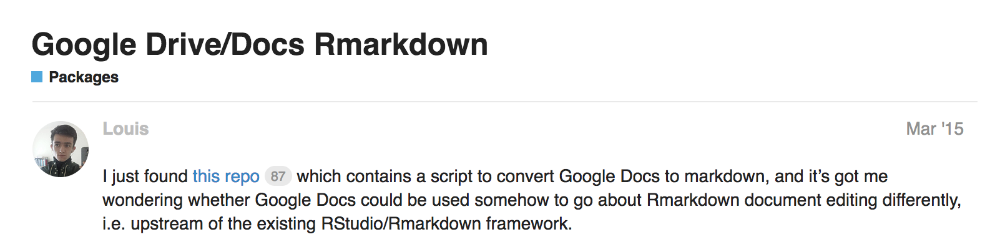 Google Drive/Docs Rmarkdown
Packages
Louis
Mar '15
I just found this repo 87 which contains a script to convert Google Docs to markdown, and it’s got me
wondering whether Google Docs could be used somehow to go about Rmarkdown document editing differently,
i.e. upstream of the existing RStudio/Rmarkdown framework.